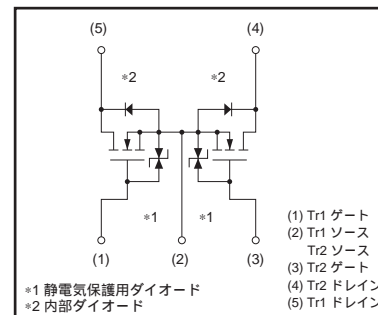 (5)
(4)
*2
*2
*1
*1
(1)
(2)
(3)
(1) Tr1 ゲート
(2) Tr1 ソース
Tr2 ソース
(3) Tr2 ゲート
(4) Tr2 ドレイン
(5) Tr1 ドレイン
*1 静電気保護用ダイオード
*2 内部ダイオード